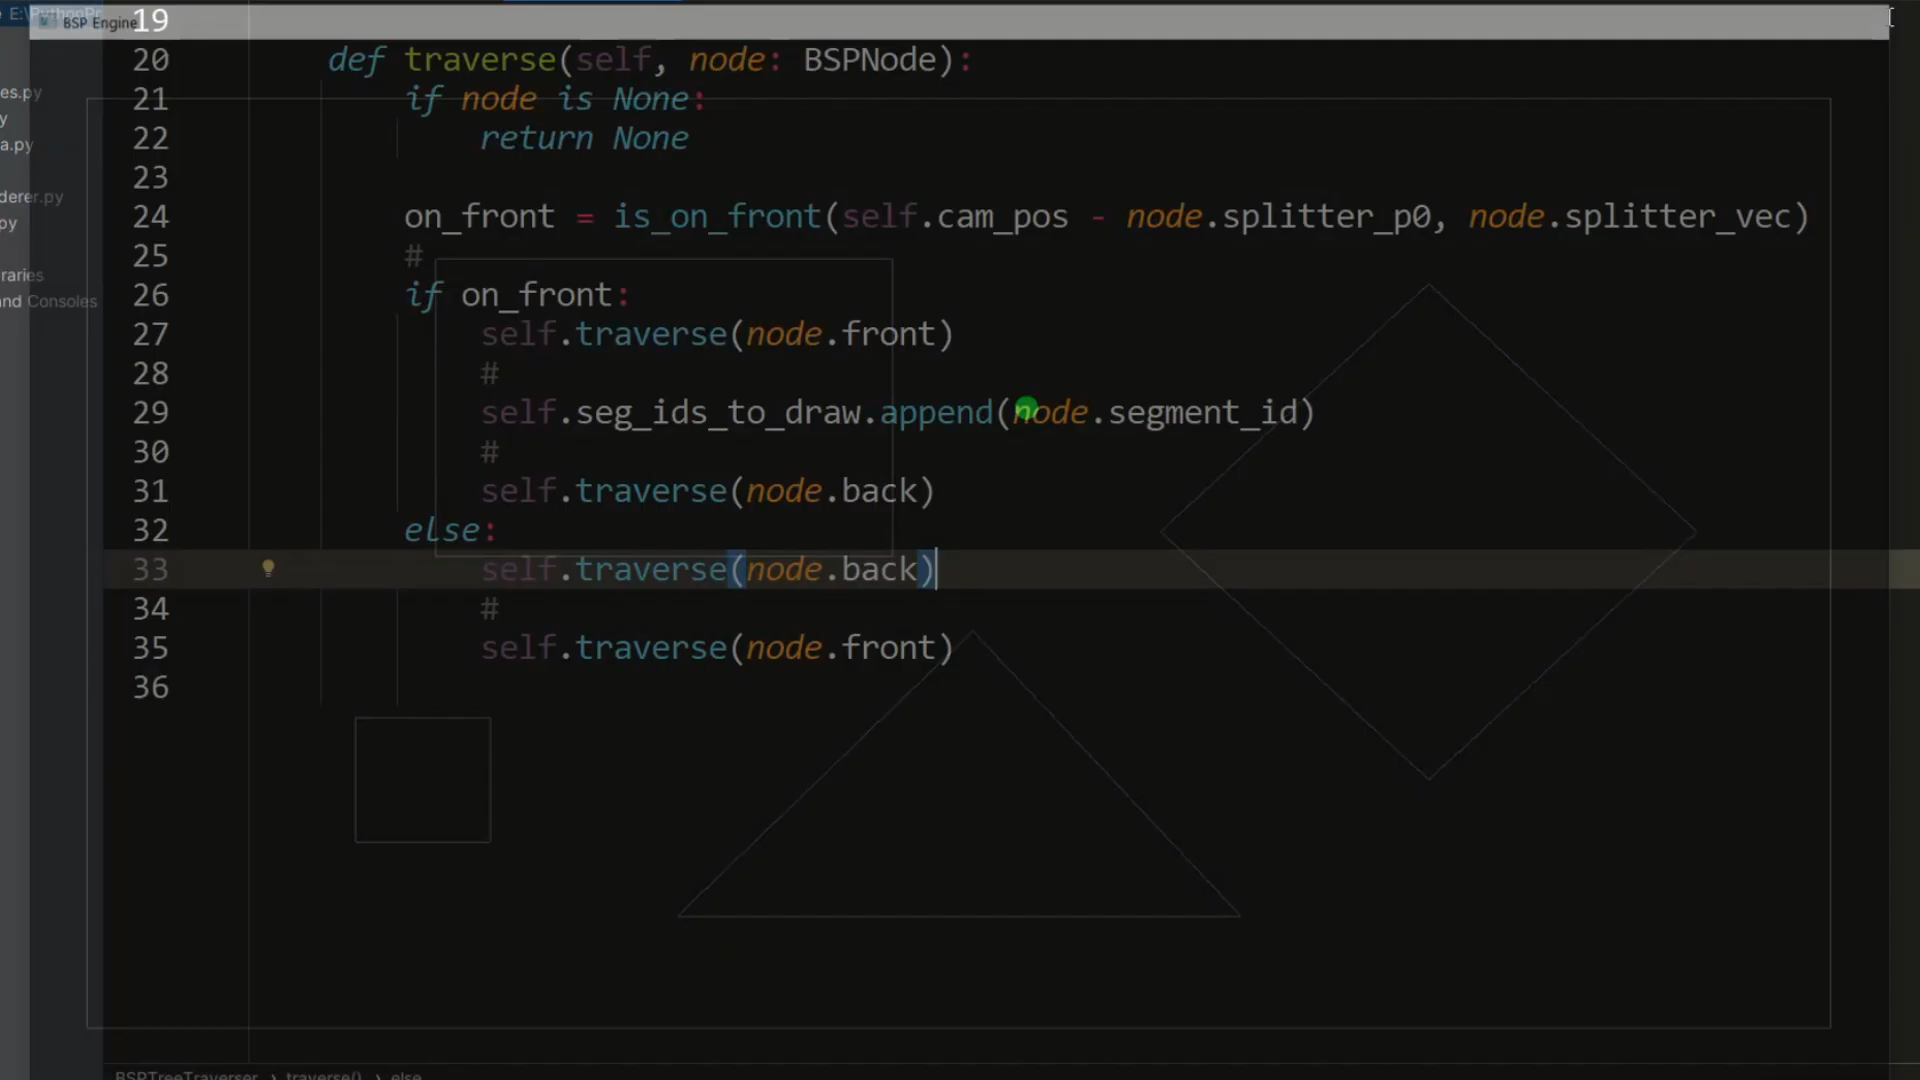 BSP Engine
es.py
y
a.py
derer.py
py
raries
and Consoles
19
20 def traverse(self, node: BSPNode):
21 if node is None:
22 return None
23
24 on_front = is_on_front(self.cam_pos - node.splitter_p0, node.splitter_vec)
25 #
26 if on_front:
27 self.traverse(node.front)
28 #
29 self.seg_ids_to_draw.append(node.segment_id)
30 #
31 self.traverse(node.back)
32 else:
33 self.traverse(node.back)
34 #
35 self.traverse(node.front)
36
BSPTreeTraverser > traverse() > else